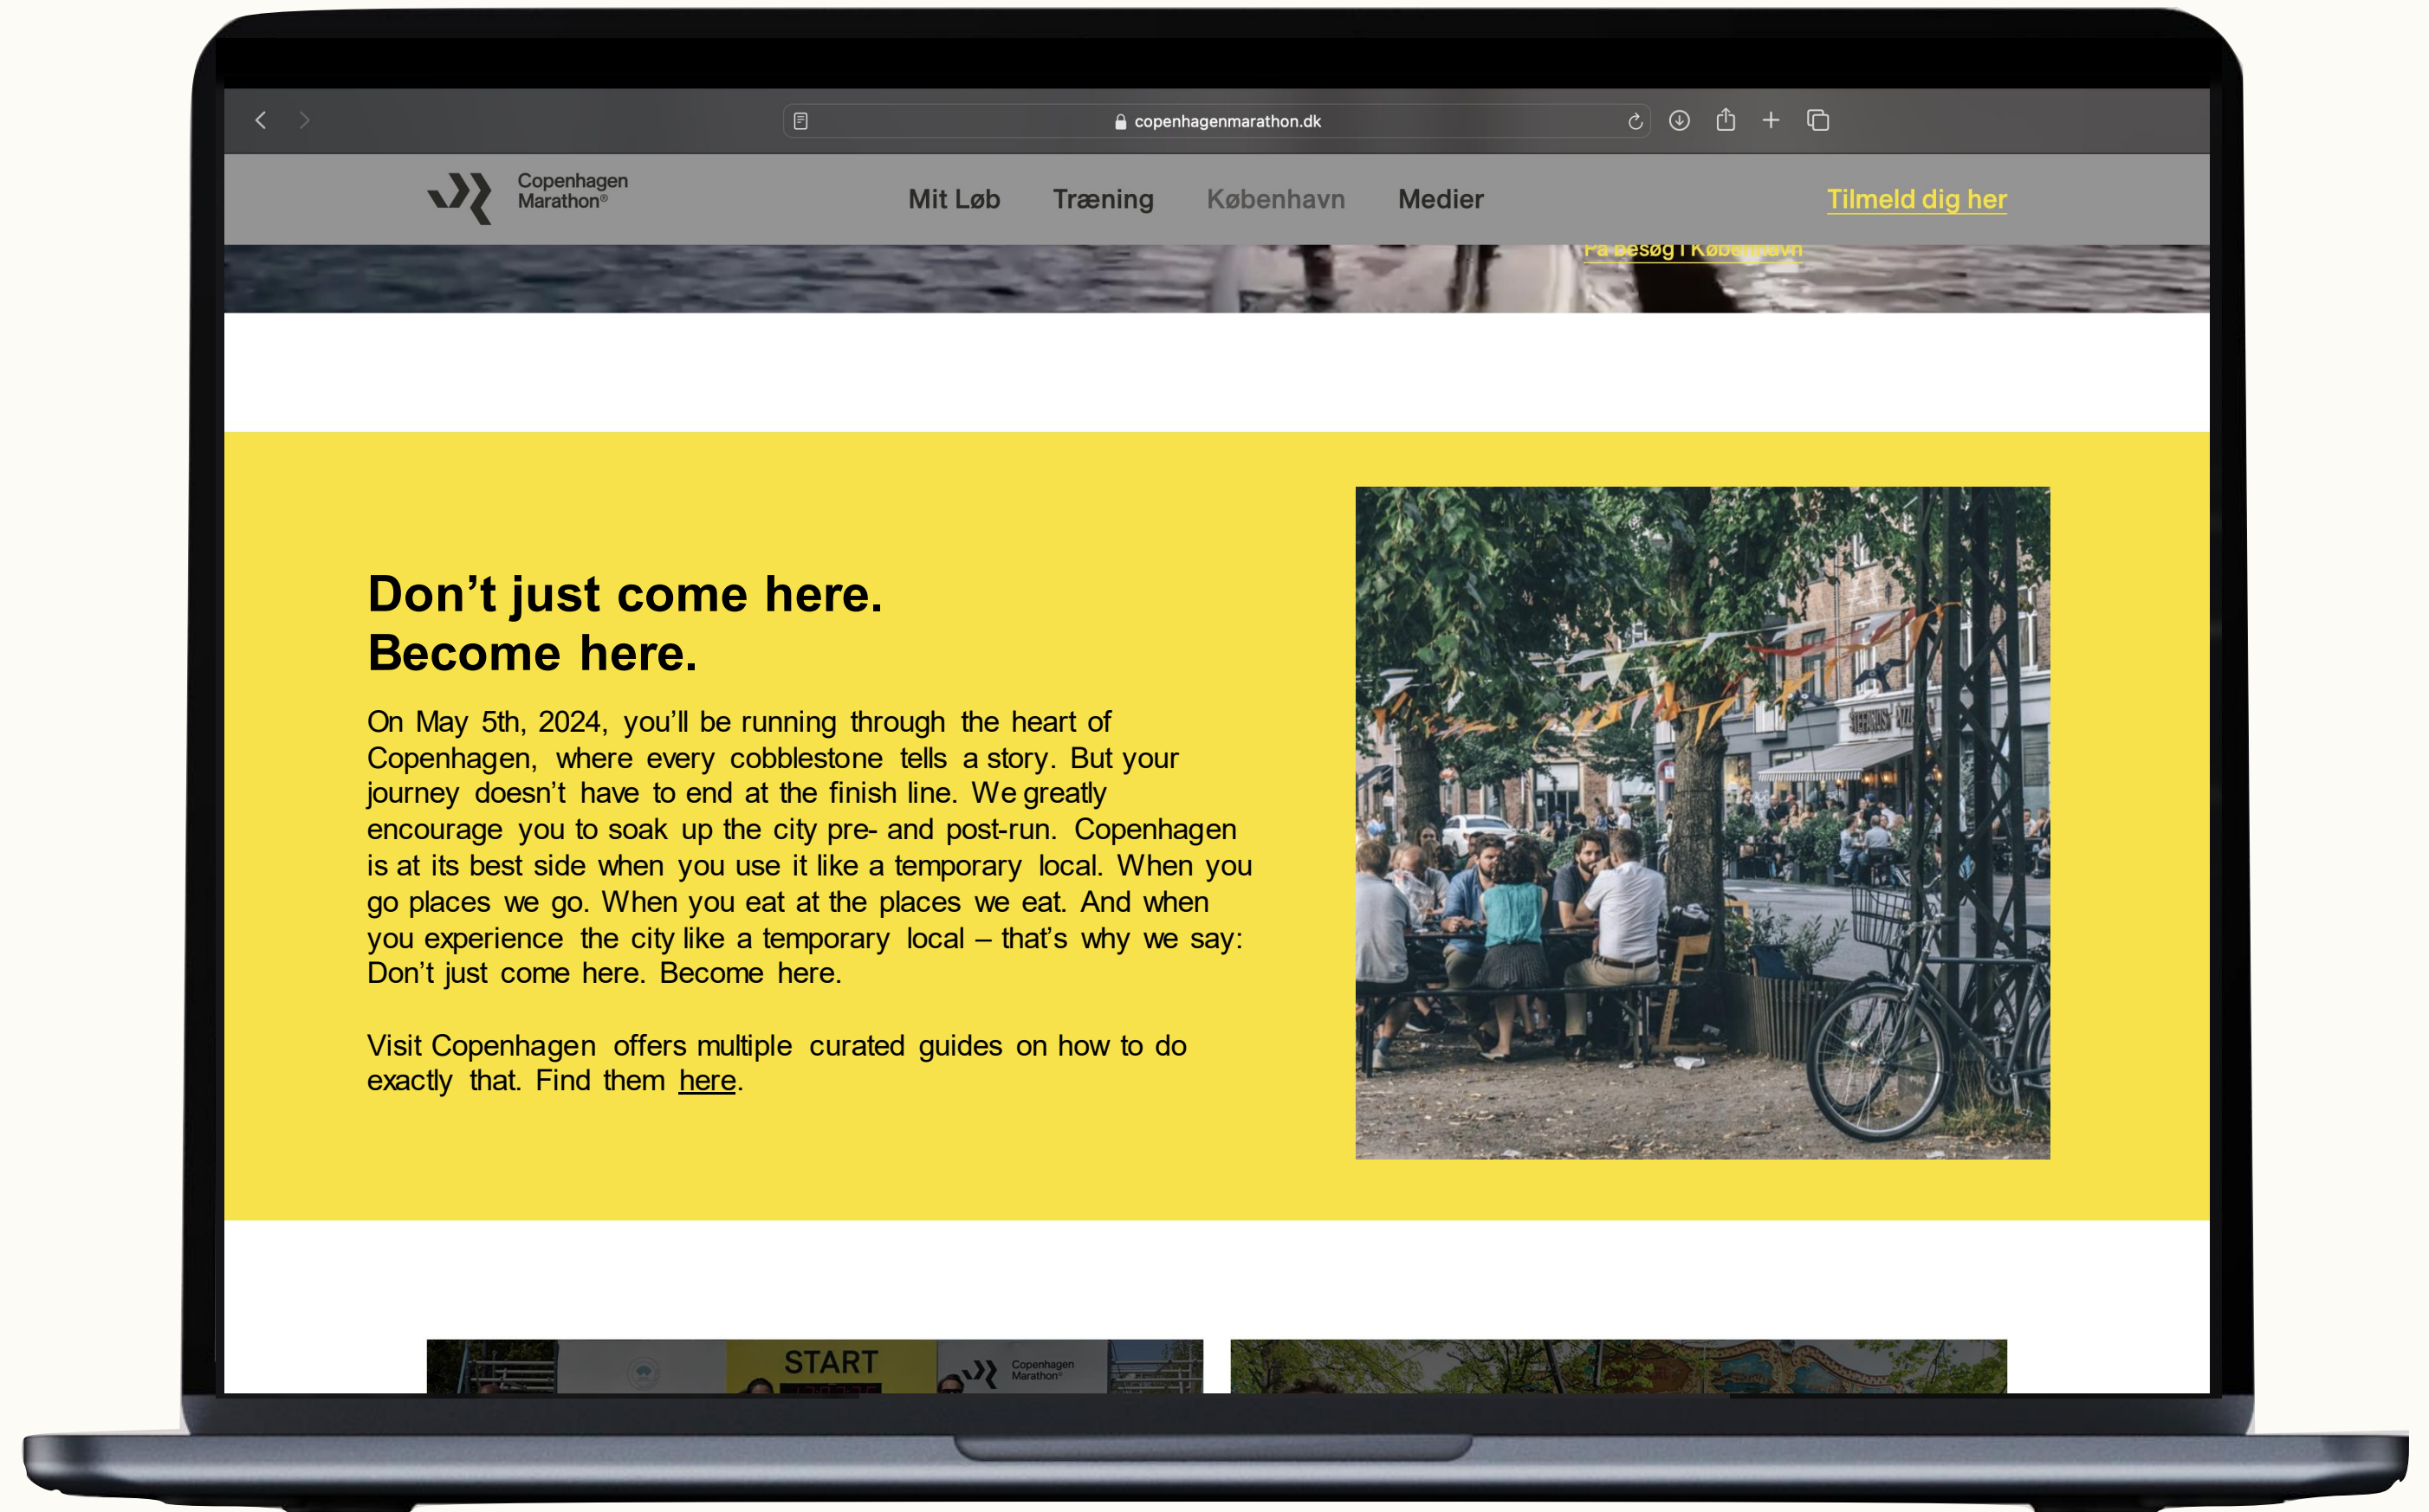 copenhagenmarathon.dk
Copenhagen
Marathon®
Mit Løb
Træning
København
Medier
Tilmeld dig her
På besøg i København
Don’t just come here.
Become here.
On May 5th, 2024, you’ll be running through the heart of
Copenhagen, where every cobblestone tells a story. But your
journey doesn’t have to end at the finish line. We greatly
encourage you to soak up the city pre- and post-run. Copenhagen
is at its best side when you use it like a temporary local. When you
go places we go. When you eat at the places we eat. And when
you experience the city like a temporary local – that’s why we say:
Don’t just come here. Become here.
Visit Copenhagen offers multiple curated guides on how to do
exactly that. Find them here.
START
Copenhagen
Marathon®